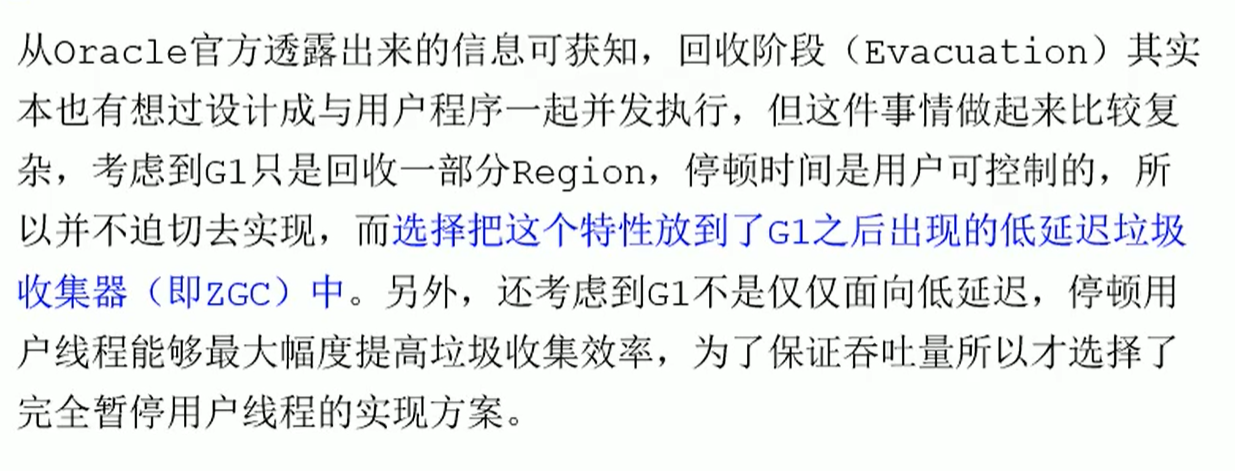 从Oracle官方透露出来的信息可获知，回收阶段（Evacuation）其实
本也有想过设计成与用户程序一起并发执行，但这件事情做起来比较复
杂，考虑到G1只是回收一部分Region，停顿时间是用户可控制的，所
以并不迫切去实现，而选择把这个特性放到了G1之后出现的低延迟垃圾
收集器（即ZGC）中。另外，还考虑到G1不是仅仅面向低延迟，停顿用
户线程能够最大幅度提高垃圾收集效率，为了保证吞吐量所以才选择了
完全暂停用户线程的实现方案。